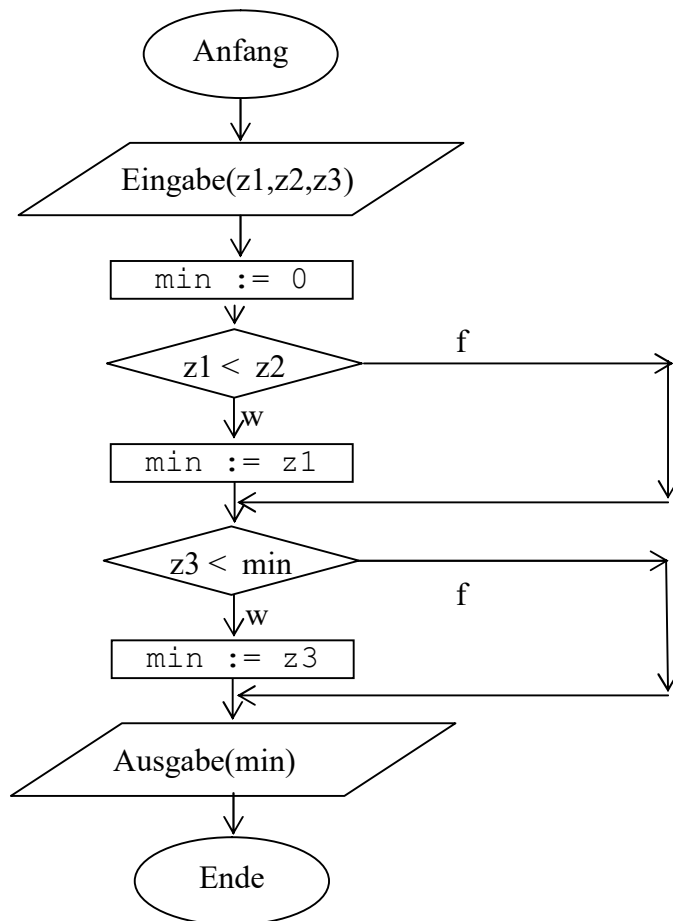 Anfang
Eingabe(z1,z2,z3)
min := 0
z1 < z2
f
w
min := z1
z3 < min
f
w
min := z3
Ausgabe(min)
Ende